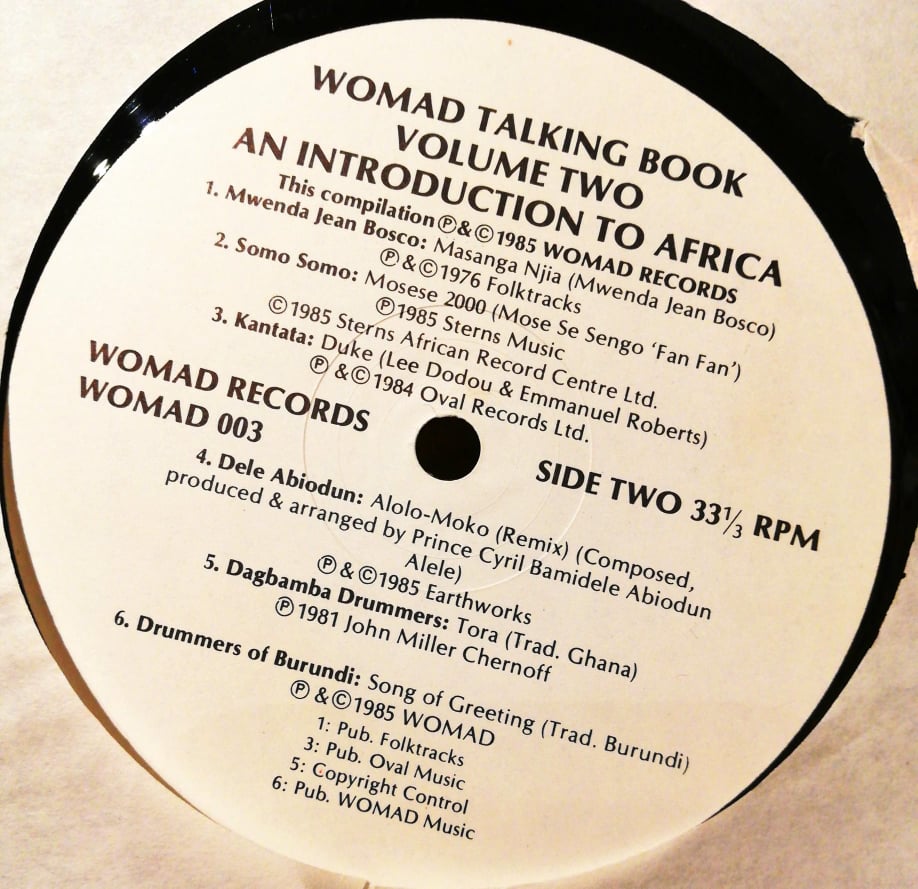 WOMAD TALKING BOOK
VOLUME TWO
AN INTRODUCTION TO AFRICA
This compilation Ⓟ&©1985 WOMAD RECORDS
1. Mwenda Jean Bosco: Masanga Njia (Mwenda Jean Bosco)
Ⓟ&©1976 Folktracks
2. Somo Somo: Mosese 2000 (Mose Se Sengo ‘Fan Fan’)
Ⓟ1985 Sterns Music
©1985 Sterns African Record Centre Ltd.
3. Kantata: Duke (Lee Dodou & Emmanuel Roberts)
Ⓟ &©1984 Oval Records Ltd.
WOMAD RECORDS
WOMAD 003
SIDE TWO 33⅓ RPM
4. Dele Abiodun: Alolo-Moko (Remix) (Composed,
produced & arranged by Prince Cyril Bamidele Abiodun
Alele)
Ⓟ & ©1985 Earthworks
5. Dagbamba Drummers: Tora (Trad. Ghana)
Ⓟ1981 John Miller Chernoff
6. Drummers of Burundi: Song of Greeting (Trad. Burundi)
Ⓟ &©1985 WOMAD
1: Pub. Folktracks
3: Pub. Oval Music
5: Copyright Control
6: Pub. WOMAD Music